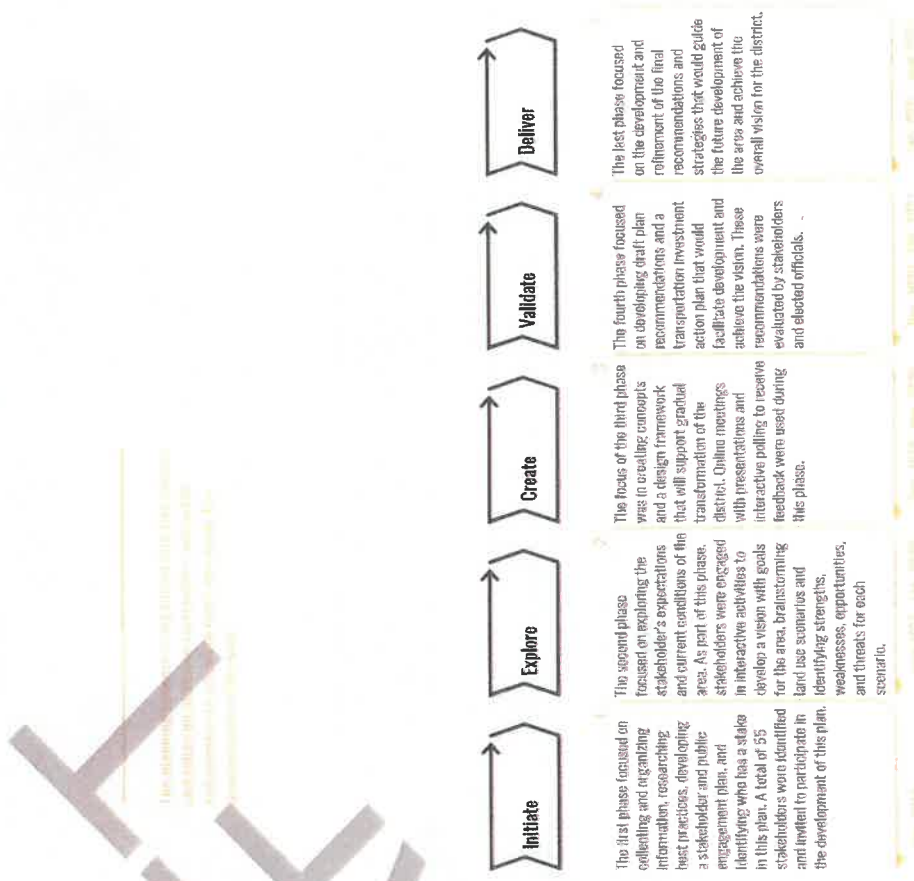 Initiate
The first phase focused on
collecting and organizing
information, researching
best practices, developing
a stakeholder and public
engagement plan, and
identifying who has a stake
in this plan. A total of 55
stakeholders were identified
and invited to participate in
the development of this plan.
Explore
The second phase
focused on exploring the
stakeholder's expectations
and current conditions of the
area. As part of this phase,
stakeholders were engaged
in interactive activities to
develop a vision with goals
for the area, brainstorming
land use scenarios and
identifying strengths,
weaknesses, opportunities,
and threats for each
scenario.
Create
The focus of the third phase
was in creating concepts
and a design framework
that will support gradual
transformation of the
district. Online meetings
with presentations and
interactive polling to receive
feedback were used during
this phase.
Validate
The fourth phase focused
on developing draft plan
recommendations and a
transportation investment
action plan that would
facilitate development and
achieve the vision. These
recommendations were
evaluated by stakeholders
and elected officials.
Deliver
The last phase focused
on the development and
refinement of the final
recommendations and
strategies that would guide
the future development of
the area and achieve the
overall vision for the district.